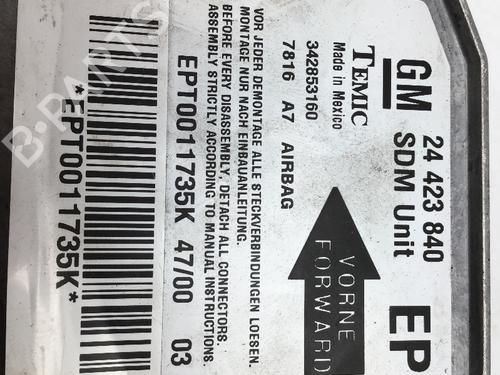 GM
24 423 840
SDM Unit
EP
TEMIC
Made in Mexico
342853160
7816 A7 AIRBAG
VORNE
FORWARD
VOR JEDER DEMONTAGE ALLE STECKVERBINDUNGEN LOESEN.
MONTAGE NUR NACH EINBAUANLEITUNG.
BEFORE EVERY DISASSEMBLY, DETACH ALL CONNECTORS.
ASSEMBLY STRICTLY ACCORDING TO MANUAL INSTRUCTIONS.
EPT0011735K 47/00 03
*EPT0011735K*
B-PARTS